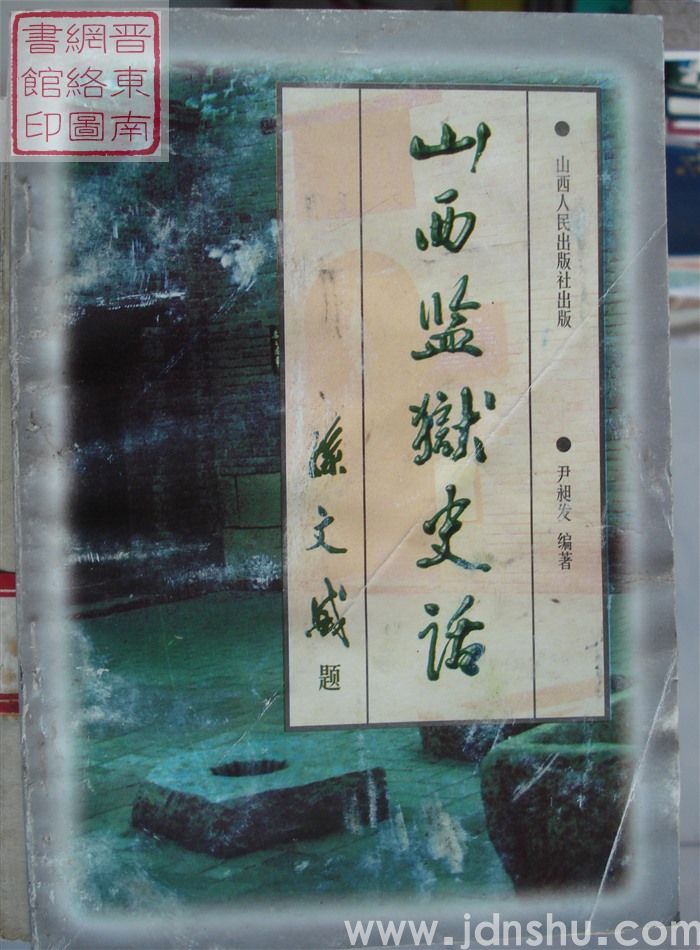 晋東南
網絡圖
書館印
● 山西人民出版社出版
● 尹昶发 编著
山西监獄史话
孫文盛 题
www.jdnshu.com